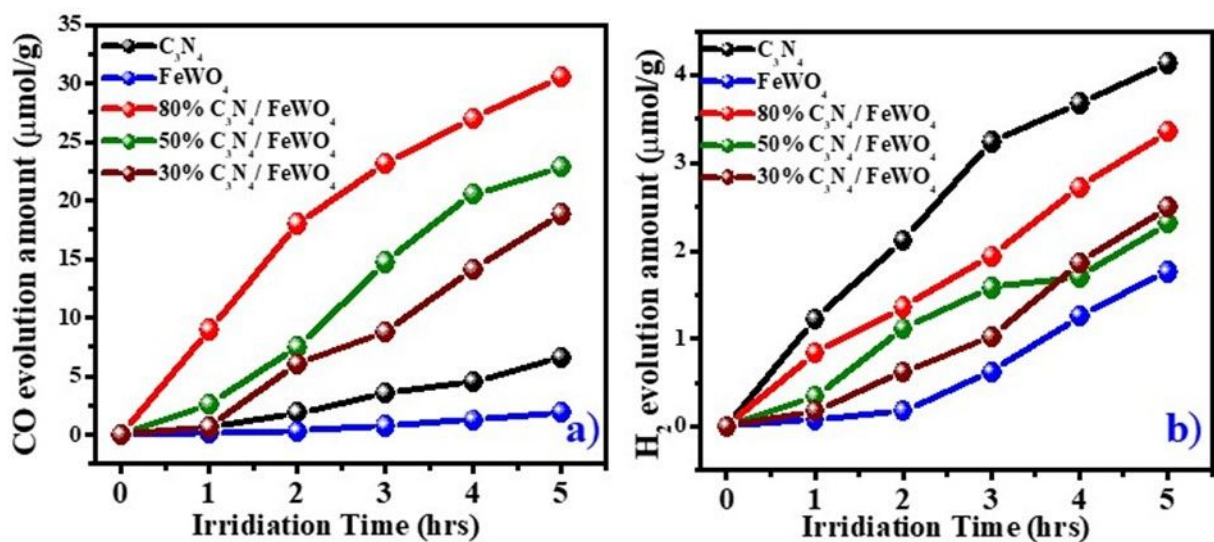 CO evolution amount (μmol/g)
35
30
25
20
15
10
5
0
C₃N₄
FeWO₄
80% C₃N₄ / FeWO₄
50% C₃N₄ / FeWO₄
30% C₃N₄ / FeWO₄
a)
0 1 2 3 4 5
Irridiation Time (hrs)
H₂ evolution amount (μmol/g)
4
3
2
1
0
C₃N₄
FeWO₄
80% C₃N₄ / FeWO₄
50% C₃N₄ / FeWO₄
30% C₃N₄ / FeWO₄
b)
0 1 2 3 4 5
Irridiation Time (hrs)